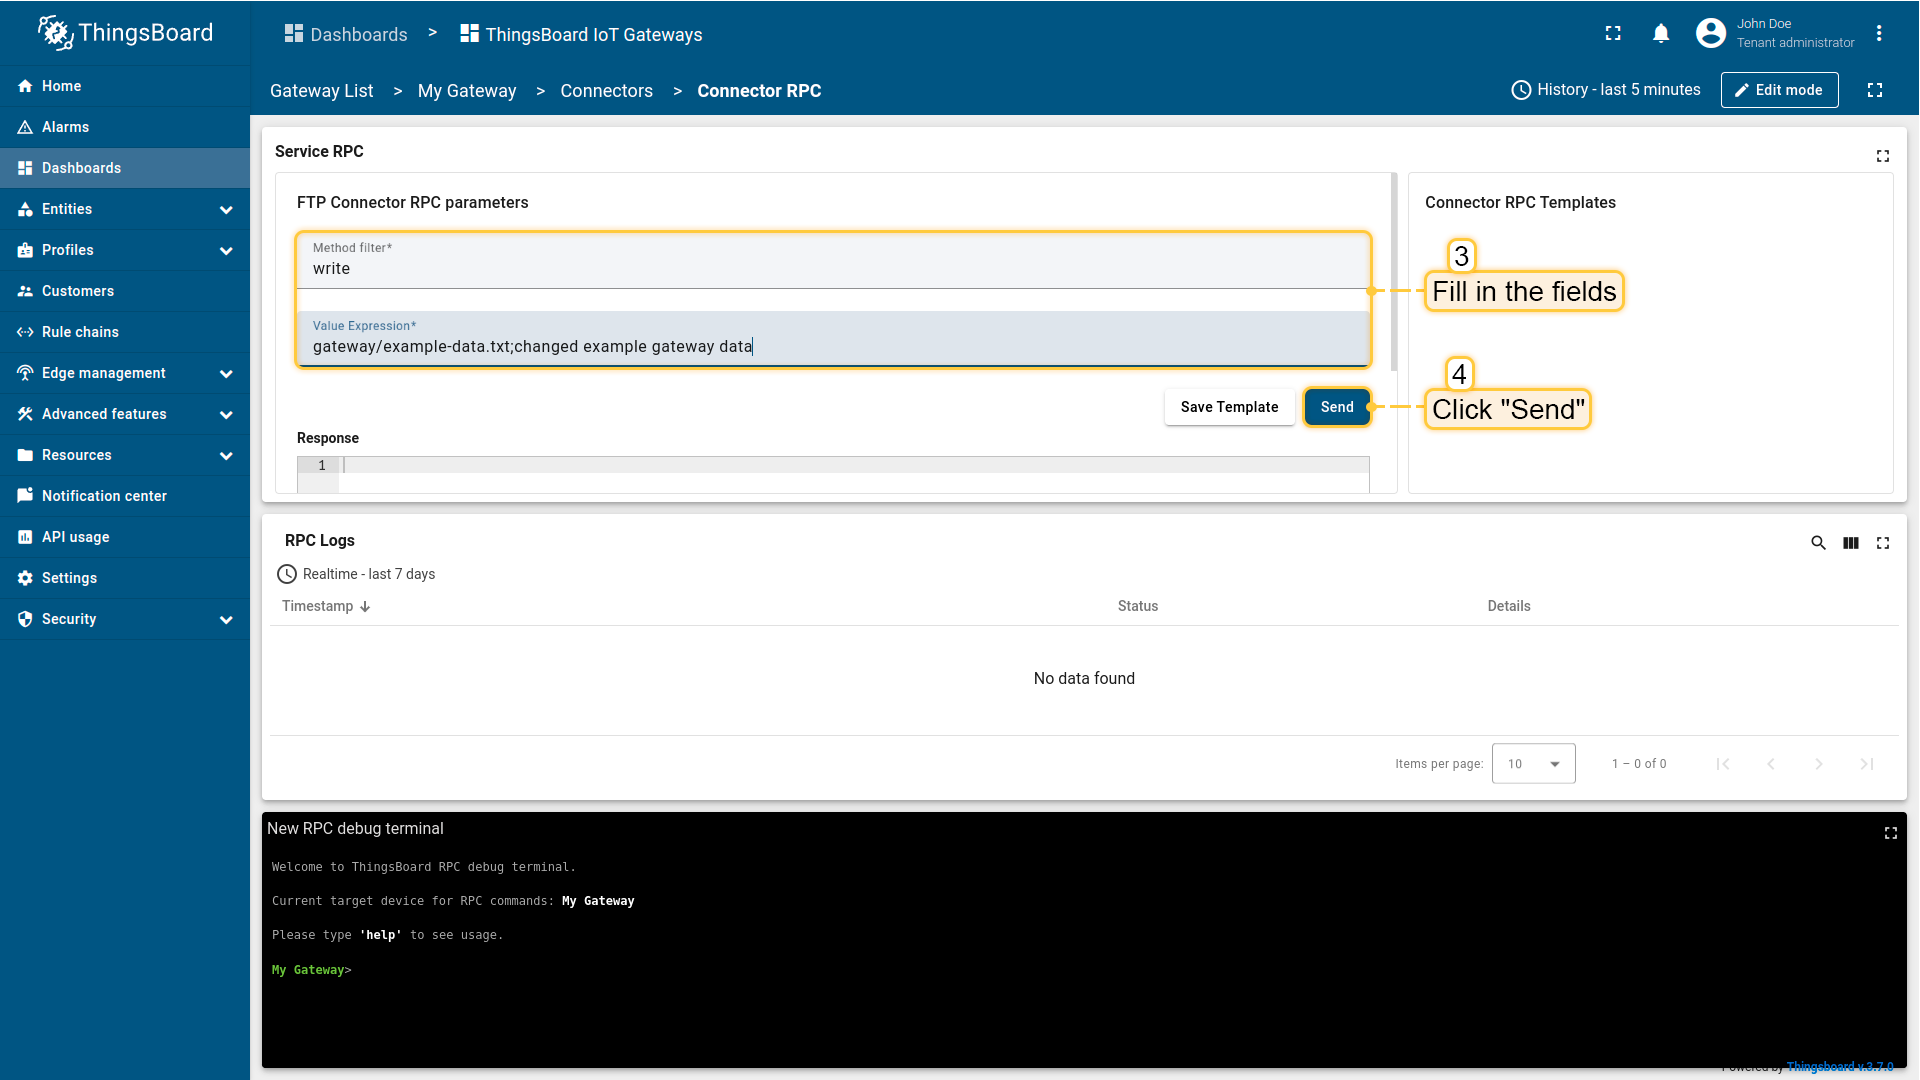 ThingsBoard
Dashboards > ThingsBoard IoT Gateways
John Doe
Tenant administrator
Gateway List > My Gateway > Connectors > Connector RPC
History - last 5 minutes
Edit mode
Home
Alarms
Dashboards
Entities
Profiles
Customers
Rule chains
Edge management
Advanced features
Resources
Notification center
API usage
Settings
Security
Service RPC
FTP Connector RPC parameters
Method filter*
write
Value Expression*
gateway/example-data.txt;changed example gateway data
Save Template
Send
Response
1
Connector RPC Templates
3
Fill in the fields
4
Click "Send"
RPC Logs
Realtime - last 7 days
Timestamp
Status
Details
No data found
Items per page:
10
1 – 0 of 0
New RPC debug terminal
Welcome to ThingsBoard RPC debug terminal.
Current target device for RPC commands: My Gateway
Please type 'help' to see usage.
My Gateway>
Powered by Thingsboard v.3.7.0